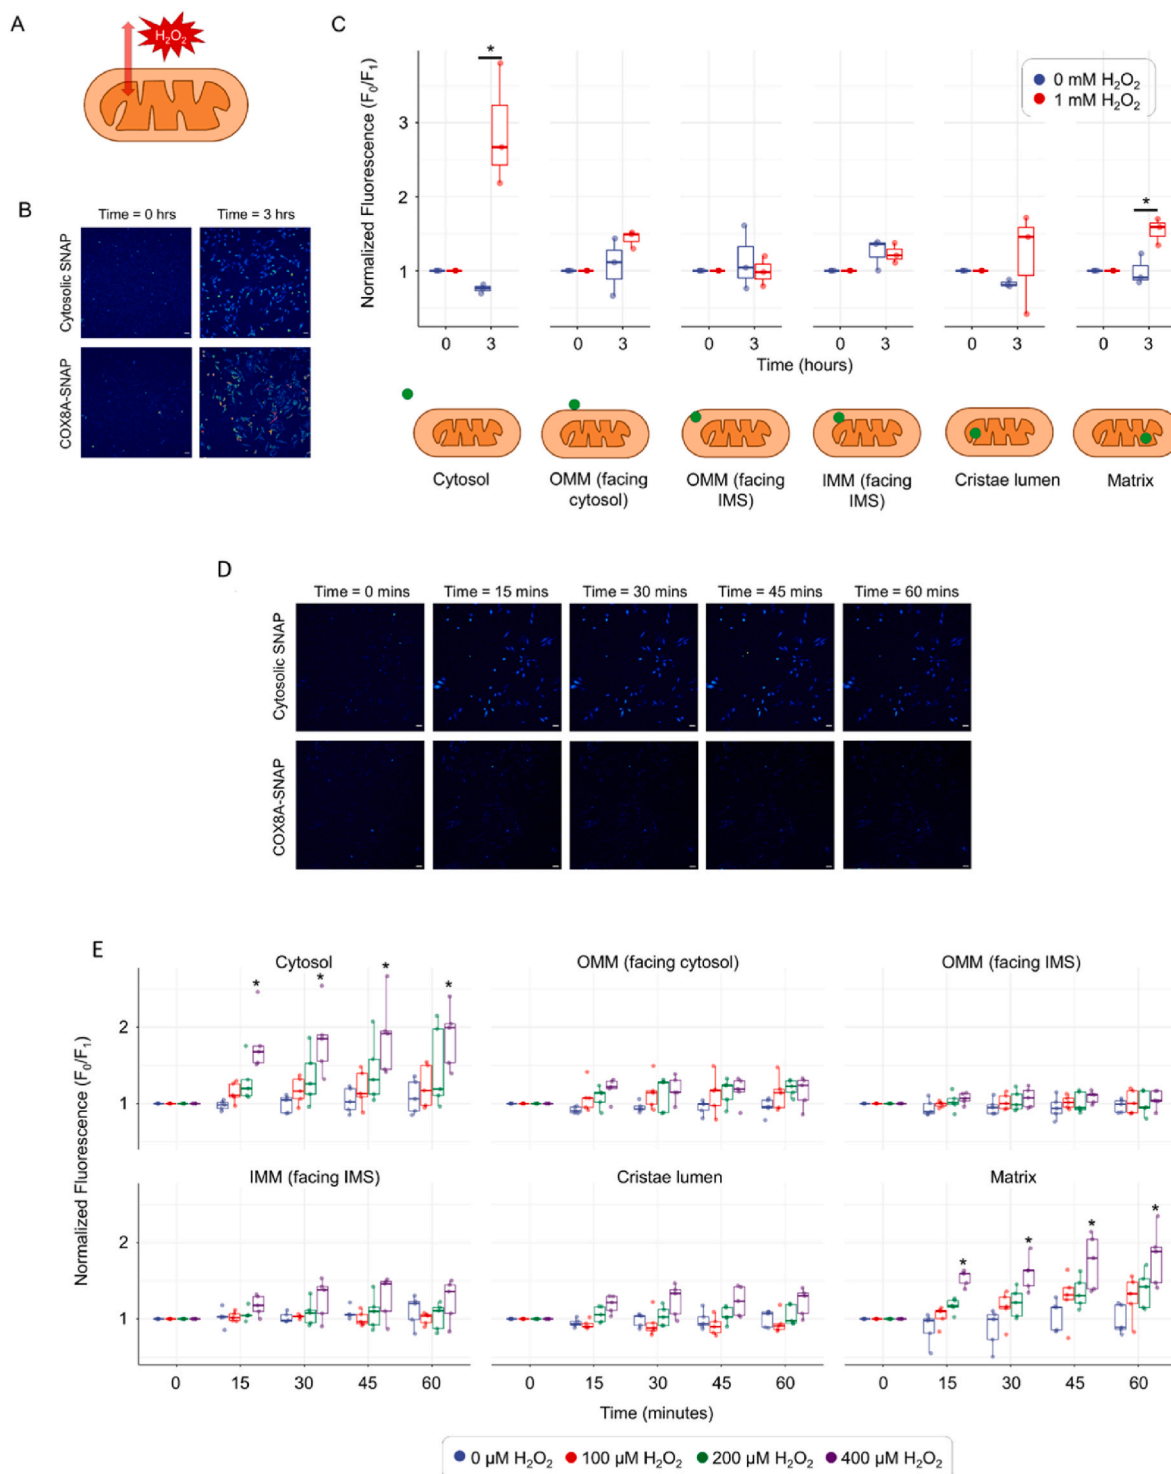 A
H₂O₂
B
Time = 0 hrs
Time = 3 hrs
Cytosolic SNAP
COX8A-SNAP
C
Normalized Fluorescence (F₀/F₁)
3
2
1
*
*
0 mM H₂O₂
1 mM H₂O₂
0 3 0 3 0 3 0 3 0 3 0 3
Time (hours)
Cytosol
OMM (facing cytosol)
OMM (facing IMS)
IMM (facing IMS)
Cristae lumen
Matrix
D
Time = 0 mins
Time = 15 mins
Time = 30 mins
Time = 45 mins
Time = 60 mins
Cytosolic SNAP
COX8A-SNAP
E
Normalized Fluorescence (F₀/F₁)
Cytosol
OMM (facing cytosol)
OMM (facing IMS)
2
1
* * * *
IMM (facing IMS)
Cristae lumen
Matrix
2
1
* * * *
0 15 30 45 60 0 15 30 45 60 0 15 30 45 60
Time (minutes)
0 µM H₂O₂ 100 µM H₂O₂ 200 µM H₂O₂ 400 µM H₂O₂